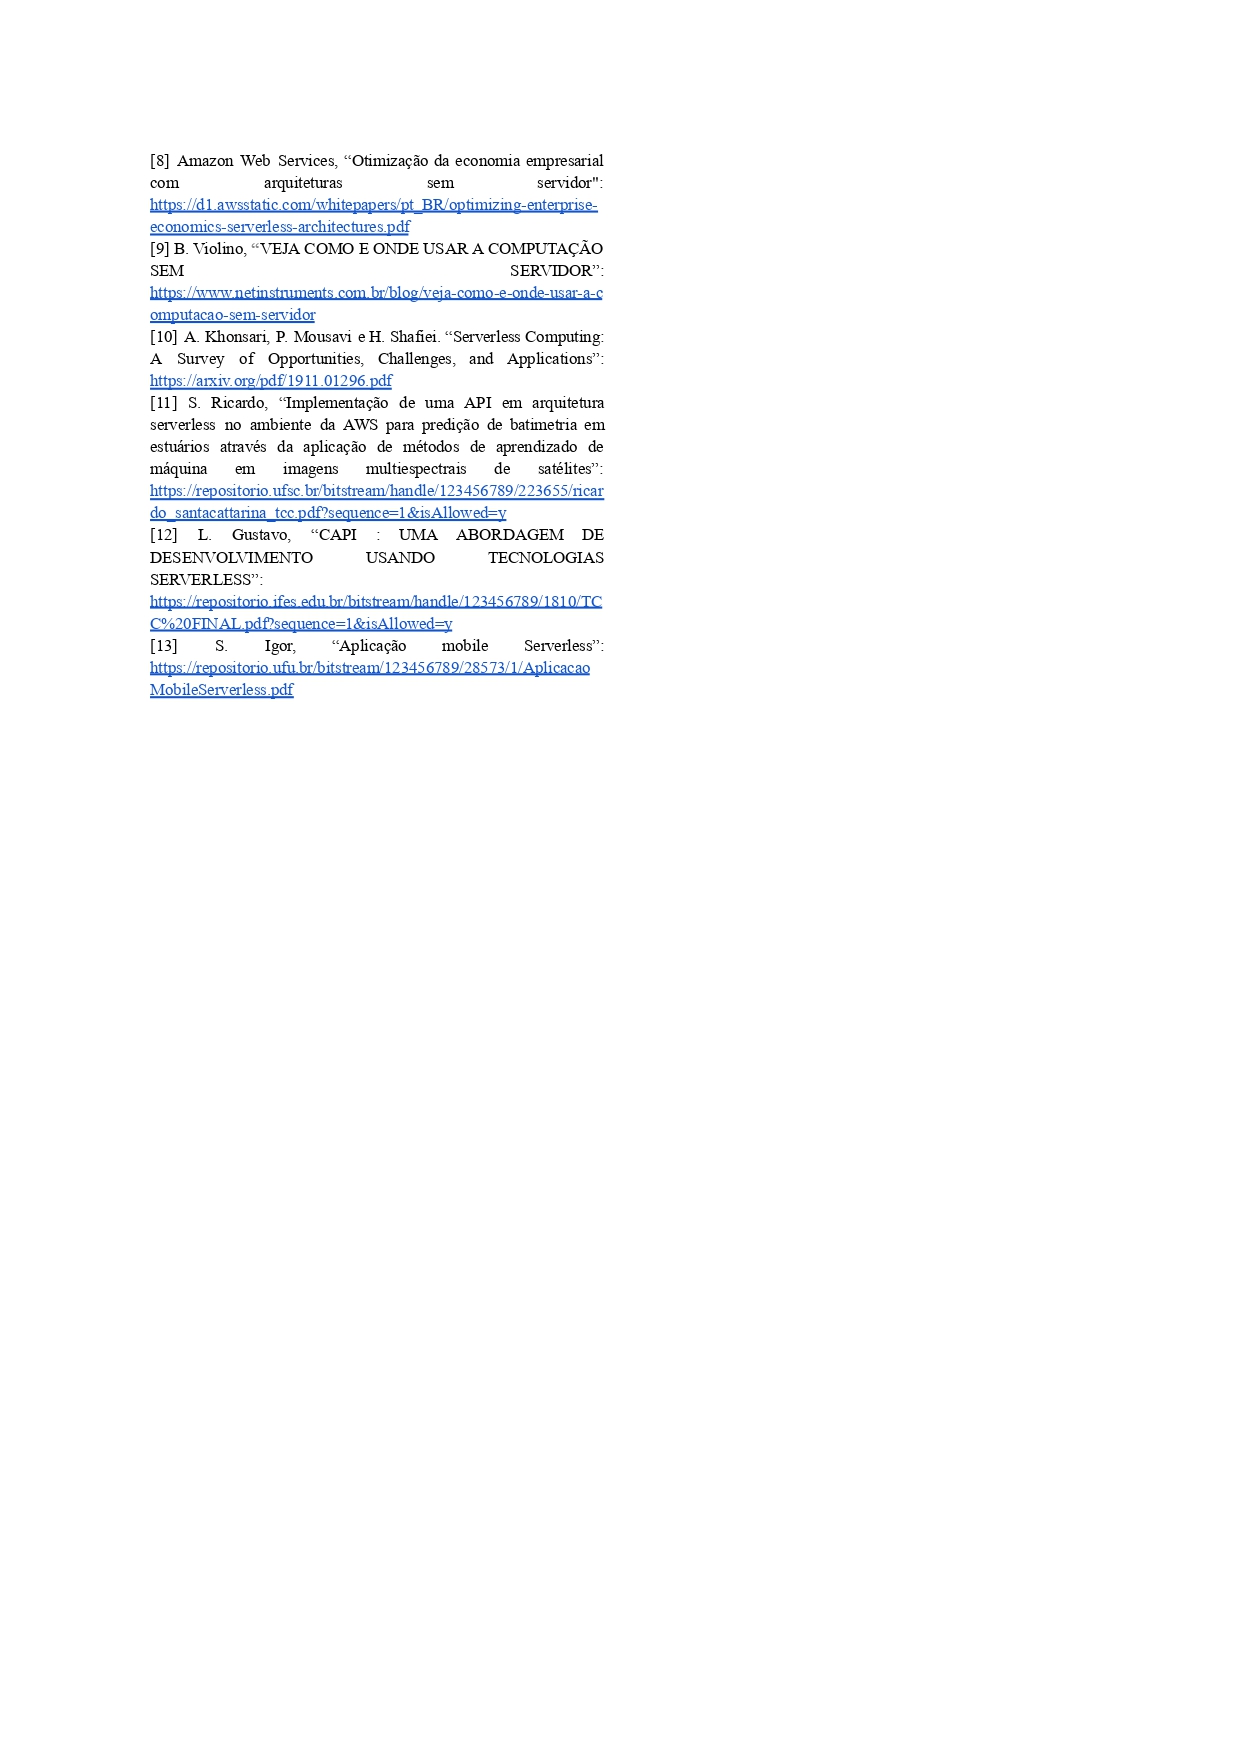 [8] Amazon Web Services, “Otimização da economia empresarial
com arquiteturas sem servidor":
https://d1.awsstatic.com/whitepapers/pt_BR/optimizing-enterprise-
economics-serverless-architectures.pdf
[9] B. Violino, “VEJA COMO E ONDE USAR A COMPUTAÇÃO
SEM SERVIDOR”:
https://www.netinstruments.com.br/blog/veja-como-e-onde-usar-a-c
omputacao-sem-servidor
[10] A. Khonsari, P. Mousavi e H. Shafiei. “Serverless Computing:
A Survey of Opportunities, Challenges, and Applications”:
https://arxiv.org/pdf/1911.01296.pdf
[11] S. Ricardo, “Implementação de uma API em arquitetura
serverless no ambiente da AWS para predição de batimetria em
estuários através da aplicação de métodos de aprendizado de
máquina em imagens multiespectrais de satélites”:
https://repositorio.ufsc.br/bitstream/handle/123456789/223655/ricar
do_santacattarina_tcc.pdf?sequence=1&isAllowed=y
[12] L. Gustavo, “CAPI : UMA ABORDAGEM DE
DESENVOLVIMENTO USANDO TECNOLOGIAS
SERVERLESS”:
https://repositorio.ifes.edu.br/bitstream/handle/123456789/1810/TC
C%20FINAL.pdf?sequence=1&isAllowed=y
[13] S. Igor, “Aplicação mobile Serverless”:
https://repositorio.ufu.br/bitstream/123456789/28573/1/Aplicacao
MobileServerless.pdf